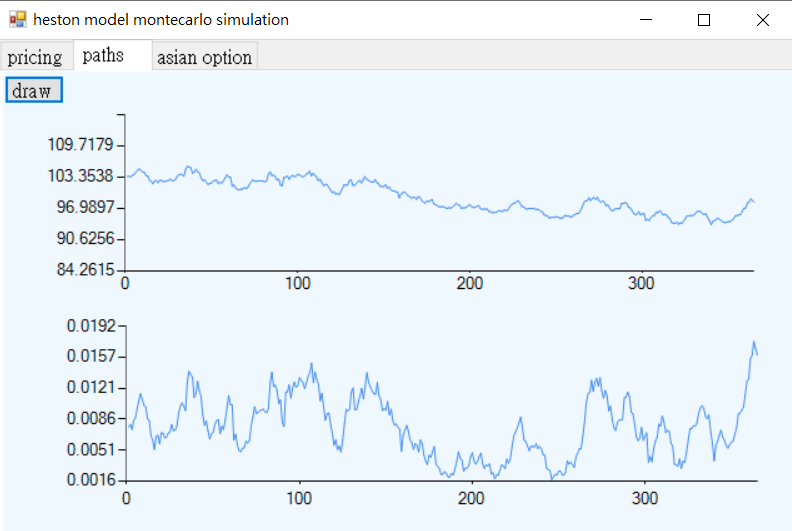 heston model montecarlo simulation
pricing paths asian option
draw
109.7179
103.3538
96.9897
90.6256
84.2615
0 100 200 300
0.0192
0.0157
0.0121
0.0086
0.0051
0.0016
0 100 200 300